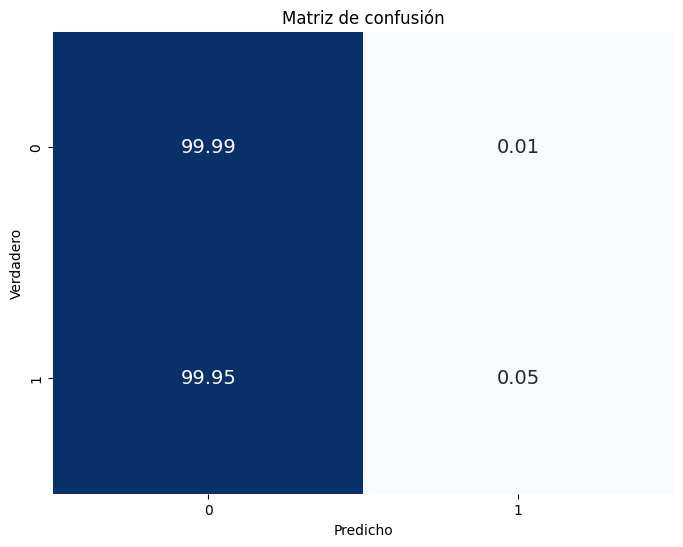 Matriz de confusión
0
99.99
0.01
Verdadero
1
99.95
0.05
0
1
Predicho